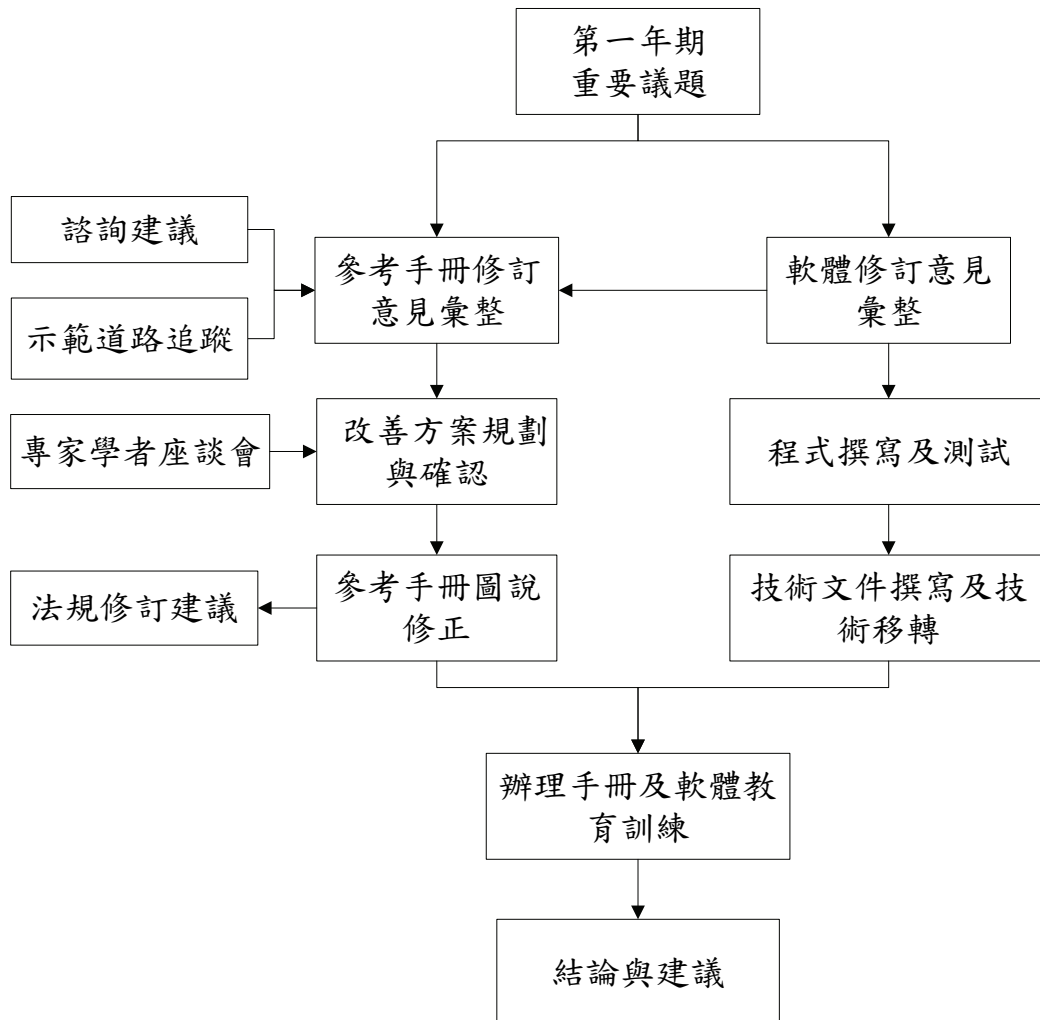 第一年期
重要議題
諮詢建議
參考手冊修訂
意見彙整
軟體修訂意見
彙整
示範道路追蹤
專家學者座談會
改善方案規劃
與確認
程式撰寫及測試
法規修訂建議
參考手冊圖說
修正
技術文件撰寫及技
術移轉
辦理手冊及軟體教
育訓練
結論與建議